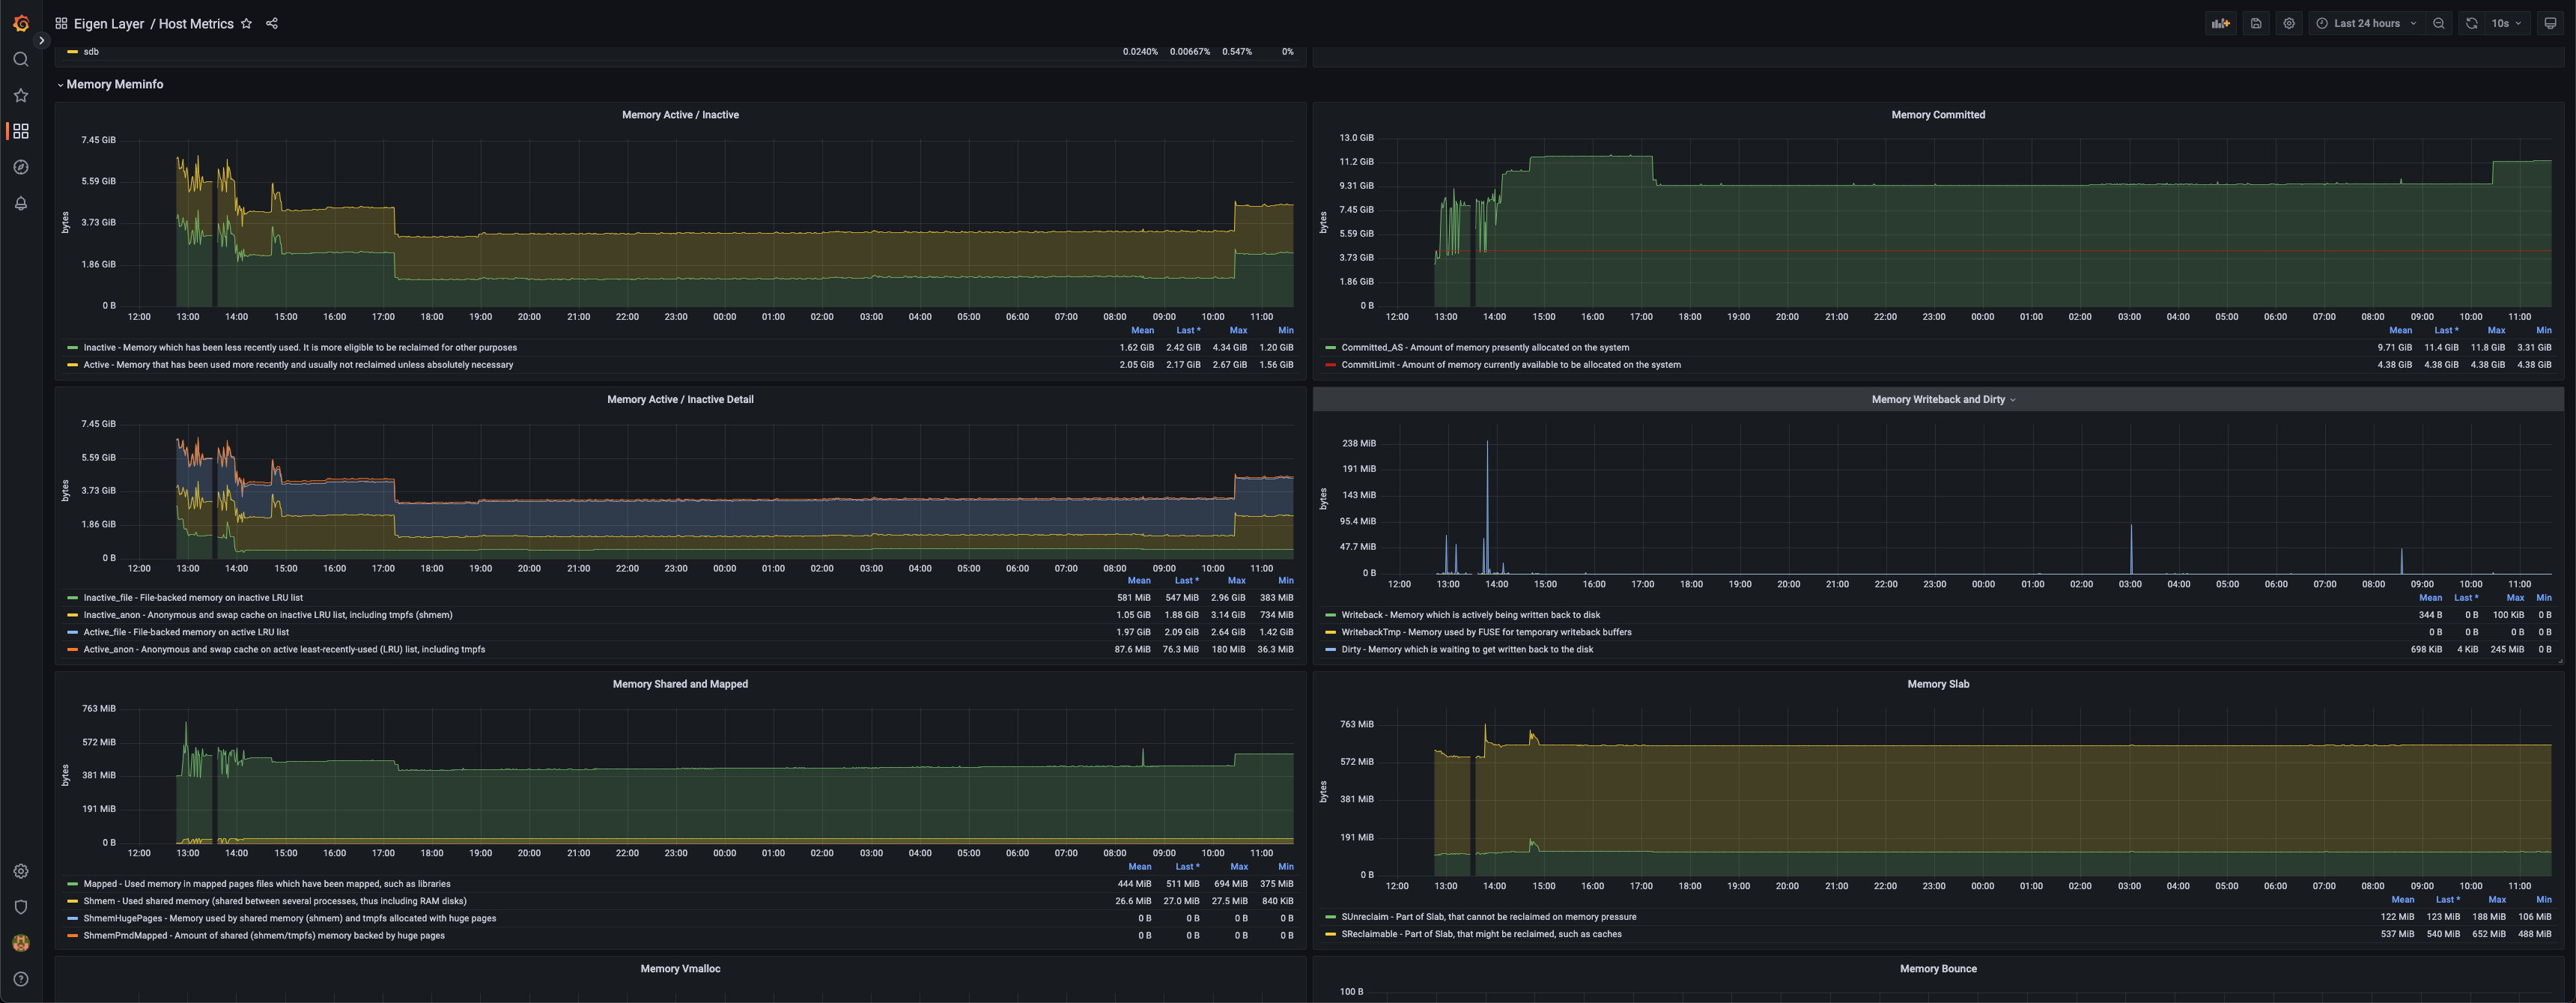 Eigen Layer / Host Metrics
Last 24 hours
10s
sdb 0.0240% 0.00667% 0.547% 0%
Memory Meminfo
Memory Active / Inactive
7.45 GiB
5.59 GiB
3.73 GiB
1.86 GiB
0 B
bytes
12:00 13:00 14:00 15:00 16:00 17:00 18:00 19:00 20:00 21:00 22:00 23:00 00:00 01:00 02:00 03:00 04:00 05:00 06:00 07:00 08:00 09:00 10:00 11:00
Mean Last * Max Min
Inactive - Memory which has been less recently used. It is more eligible to be reclaimed for other purposes 1.62 GiB 2.42 GiB 4.34 GiB 1.20 GiB
Active - Memory that has been used more recently and usually not reclaimed unless absolutely necessary 2.05 GiB 2.17 GiB 2.67 GiB 1.56 GiB
Memory Committed
13.0 GiB
11.2 GiB
9.31 GiB
7.45 GiB
5.59 GiB
3.73 GiB
1.86 GiB
0 B
bytes
12:00 13:00 14:00 15:00 16:00 17:00 18:00 19:00 20:00 21:00 22:00 23:00 00:00 01:00 02:00 03:00 04:00 05:00 06:00 07:00 08:00 09:00 10:00 11:00
Mean Last * Max Min
Committed_AS - Amount of memory presently allocated on the system 9.71 GiB 11.4 GiB 11.8 GiB 3.31 GiB
CommitLimit - Amount of memory currently available to be allocated on the system 4.38 GiB 4.38 GiB 4.38 GiB 4.38 GiB
Memory Active / Inactive Detail
7.45 GiB
5.59 GiB
3.73 GiB
1.86 GiB
0 B
bytes
12:00 13:00 14:00 15:00 16:00 17:00 18:00 19:00 20:00 21:00 22:00 23:00 00:00 01:00 02:00 03:00 04:00 05:00 06:00 07:00 08:00 09:00 10:00 11:00
Mean Last * Max Min
Inactive_file - File-backed memory on inactive LRU list 581 MiB 547 MiB 2.96 GiB 383 MiB
Inactive_anon - Anonymous and swap cache on inactive LRU list, including tmpfs (shmem) 1.05 GiB 1.88 GiB 3.14 GiB 734 MiB
Active_file - File-backed memory on active LRU list 1.97 GiB 2.09 GiB 2.64 GiB 1.42 GiB
Active_anon - Anonymous and swap cache on active least-recently-used (LRU) list, including tmpfs 87.6 MiB 76.3 MiB 180 MiB 36.3 MiB
Memory Writeback and Dirty
238 MiB
191 MiB
143 MiB
95.4 MiB
47.7 MiB
0 B
bytes
12:00 13:00 14:00 15:00 16:00 17:00 18:00 19:00 20:00 21:00 22:00 23:00 00:00 01:00 02:00 03:00 04:00 05:00 06:00 07:00 08:00 09:00 10:00 11:00
Mean Last * Max Min
Writeback - Memory which is actively being written back to disk 344 B 0 B 100 KiB 0 B
WritebackTmp - Memory used by FUSE for temporary writeback buffers 0 B 0 B 0 B 0 B
Dirty - Memory which is waiting to get written back to the disk 698 KiB 4 KiB 245 MiB 0 B
Memory Shared and Mapped
763 MiB
572 MiB
381 MiB
191 MiB
0 B
bytes
12:00 13:00 14:00 15:00 16:00 17:00 18:00 19:00 20:00 21:00 22:00 23:00 00:00 01:00 02:00 03:00 04:00 05:00 06:00 07:00 08:00 09:00 10:00 11:00
Mean Last * Max Min
Mapped - Used memory in mapped pages files which have been mapped, such as libraries 444 MiB 511 MiB 694 MiB 375 MiB
Shmem - Used shared memory (shared between several processes, thus including RAM disks) 26.6 MiB 27.0 MiB 27.5 MiB 840 KiB
ShmemHugePages - Memory used by shared memory (shmem) and tmpfs allocated with huge pages 0 B 0 B 0 B 0 B
ShmemPmdMapped - Amount of shared (shmem/tmpfs) memory backed by huge pages 0 B 0 B 0 B 0 B
Memory Slab
763 MiB
572 MiB
381 MiB
191 MiB
0 B
bytes
12:00 13:00 14:00 15:00 16:00 17:00 18:00 19:00 20:00 21:00 22:00 23:00 00:00 01:00 02:00 03:00 04:00 05:00 06:00 07:00 08:00 09:00 10:00 11:00
Mean Last * Max Min
SUnreclaim - Part of Slab, that cannot be reclaimed on memory pressure 122 MiB 123 MiB 188 MiB 106 MiB
SReclaimable - Part of Slab, that might be reclaimed, such as caches 537 MiB 540 MiB 652 MiB 488 MiB
Memory Vmalloc
Memory Bounce
100 B